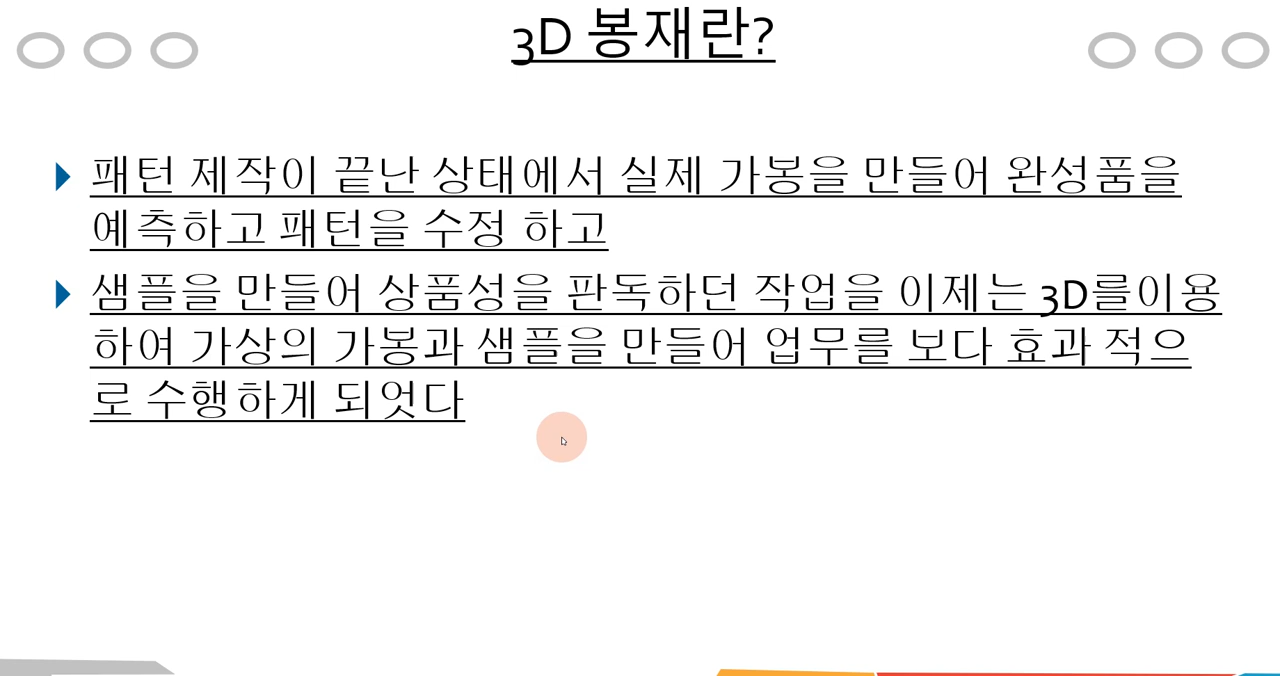 3D 봉재란?
패턴 제작이 끝난 상태에서 실제 가봉을 만들어 완성품을
예측하고 패턴을 수정 하고
샘플을 만들어 상품성을 판독하던 작업을 이제는 3D를이용
하여 가상의 가봉과 샘플을 만들어 업무를 보다 효과 적으
로 수행하게 되엇다